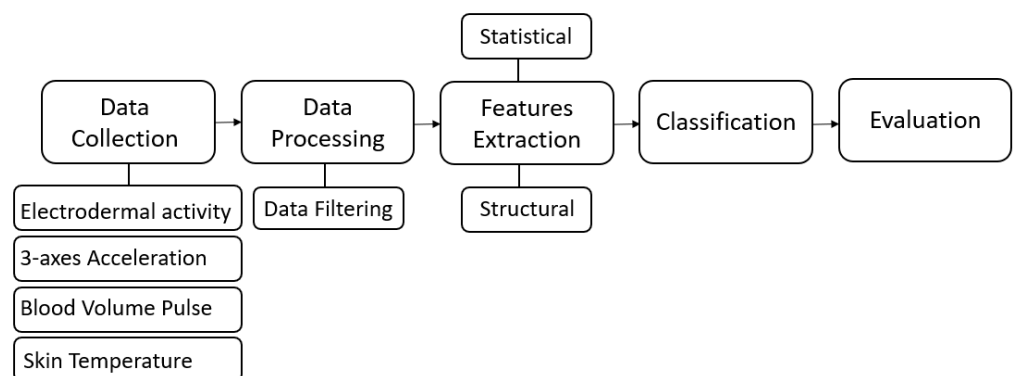 Statistical
Data
Collection
Data
Processing
Features
Extraction
Classification
Evaluation
Electrodermal activity
Data Filtering
Structural
3-axes Acceleration
Blood Volume Pulse
Skin Temperature